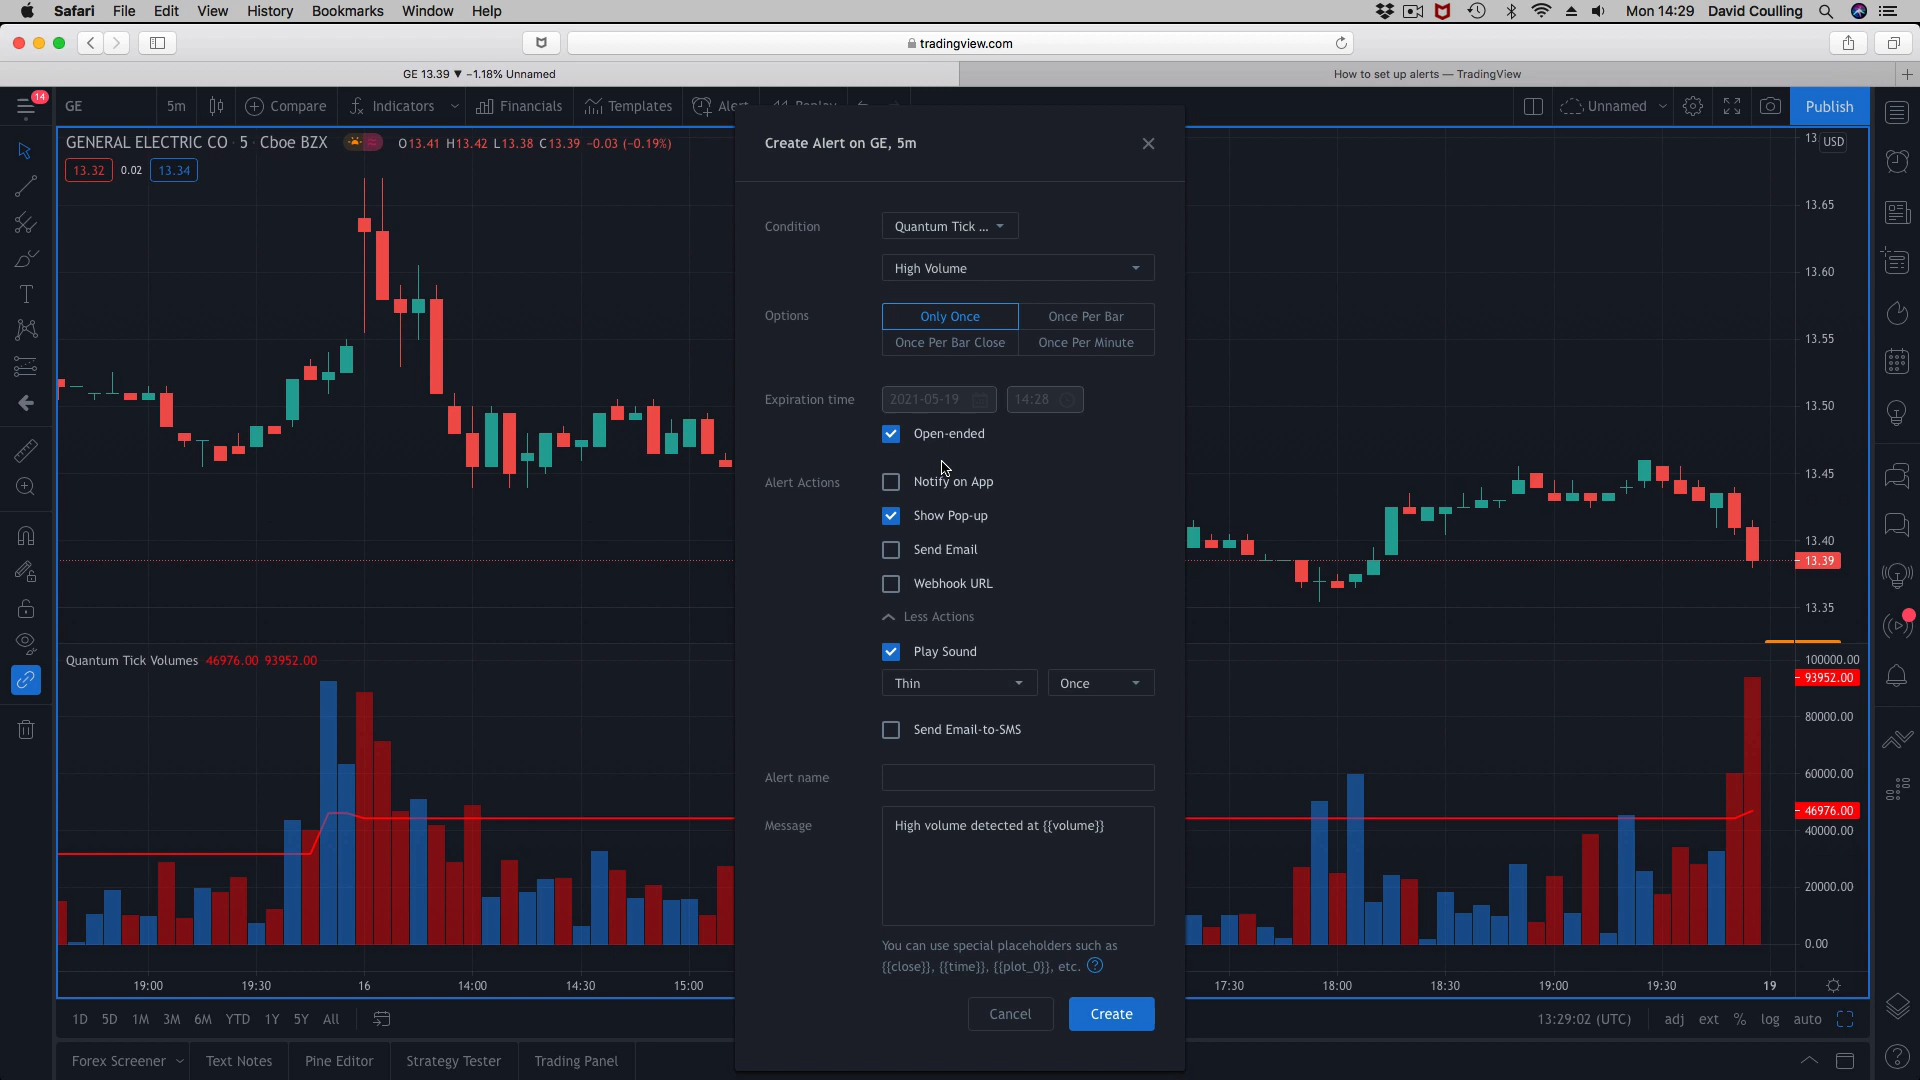 Safari File Edit View History Bookmarks Window Help Mon 14:29 David Coulling
tradingview.com
GE 13.39 ▼ −1.18% Unnamed
How to set up alerts — TradingView
14
GE 5m Compare Indicators Financials Templates Alert Unnamed Publish
Create Alert on GE, 5m
GENERAL ELECTRIC CO · 5 · Cboe BZX O13.41 H13.42 L13.38 C13.39 -0.03 (-0.19%)
13.32 0.02 13.34
USD
13.65
13.60
13.55
13.50
13.45
13.40
13.39
13.35
Condition Quantum Tick ...
High Volume
Options Only Once Once Per Bar
Once Per Bar Close Once Per Minute
Expiration time 2021-05-19 14:28
Open-ended
Alert Actions Notify on App
Show Pop-up
Send Email
Webhook URL
Less Actions
Play Sound
Thin Once
Send Email-to-SMS
Alert name
Message High volume detected at {{volume}}
You can use special placeholders such as
{{close}}, {{time}}, {{plot_0}}, etc.
Cancel Create
Quantum Tick Volumes 46976.00 93952.00
100000.00
93952.00
80000.00
60000.00
46976.00
40000.00
20000.00
0.00
19:00 19:30 16 14:00 14:30 15:00 17:30 18:00 18:30 19:00 19:30 19
1D 5D 1M 3M 6M YTD 1Y 5Y All 13:29:02 (UTC) adj ext % log auto
Forex Screener Text Notes Pine Editor Strategy Tester Trading Panel